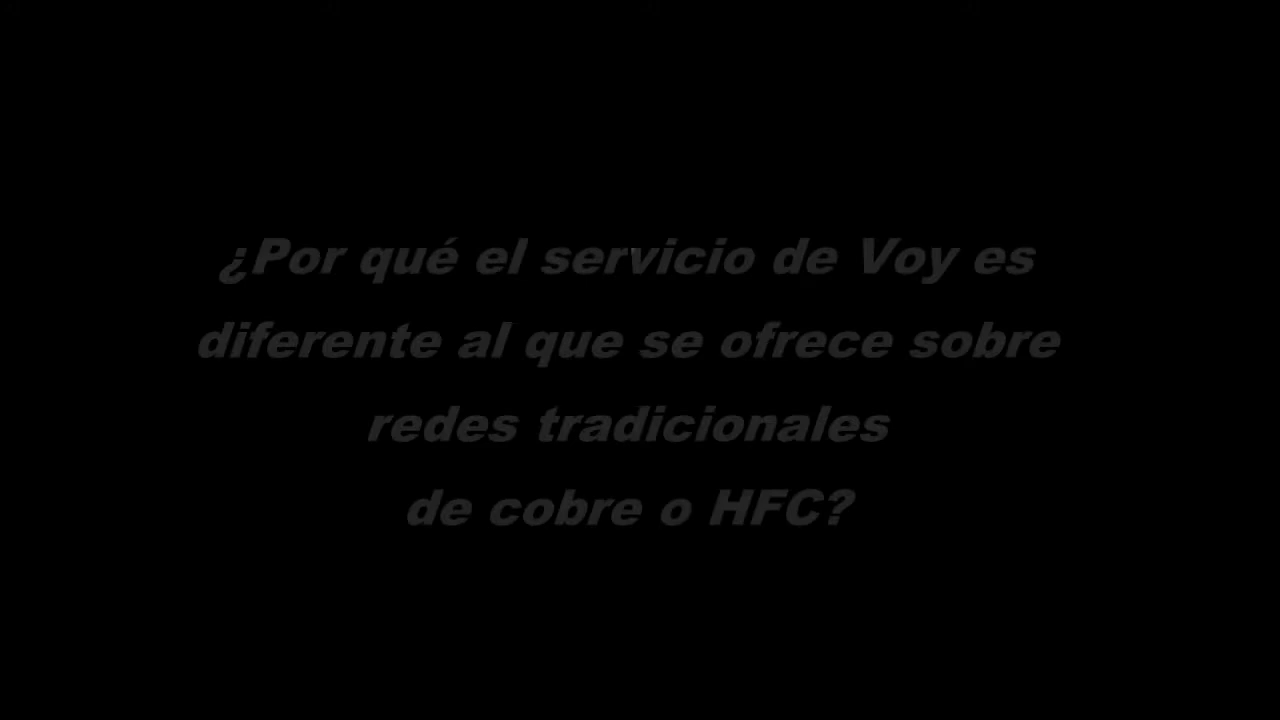 ¿Por qué el servicio de Voy es
diferente al que se ofrece sobre
redes tradicionales
de cobre o HFC?